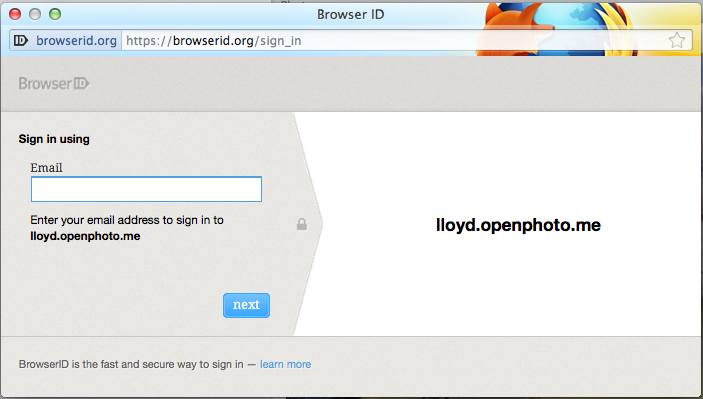 Browser ID
browserid.org https://browserid.org/sign_in
Browser ID
Sign in using
Email
Enter your email address to sign in to
lloyd.openphoto.me
lloyd.openphoto.me
next
BrowserID is the fast and secure way to sign in — learn more